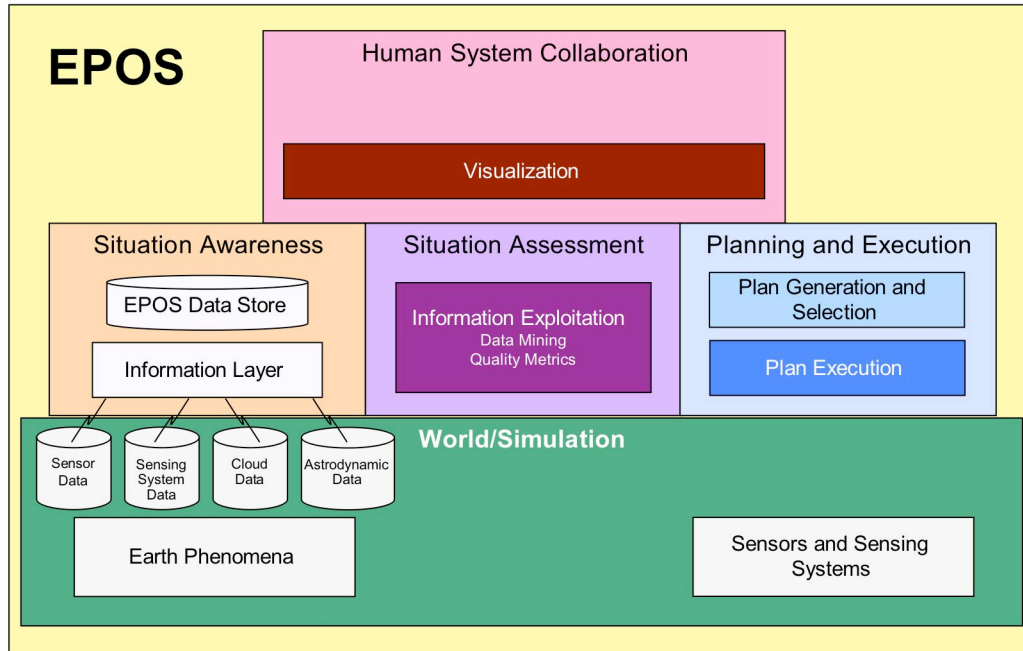 EPOS
Human System Collaboration
Visualization
Situation Awareness
EPOS Data Store
Information Layer
Situation Assessment
Information Exploitation
Data Mining
Quality Metrics
Planning and Execution
Plan Generation and
Selection
Plan Execution
World/Simulation
Sensor
Data
Sensing
System
Data
Cloud
Data
Astrodynamic
Data
Earth Phenomena
Sensors and Sensing
Systems